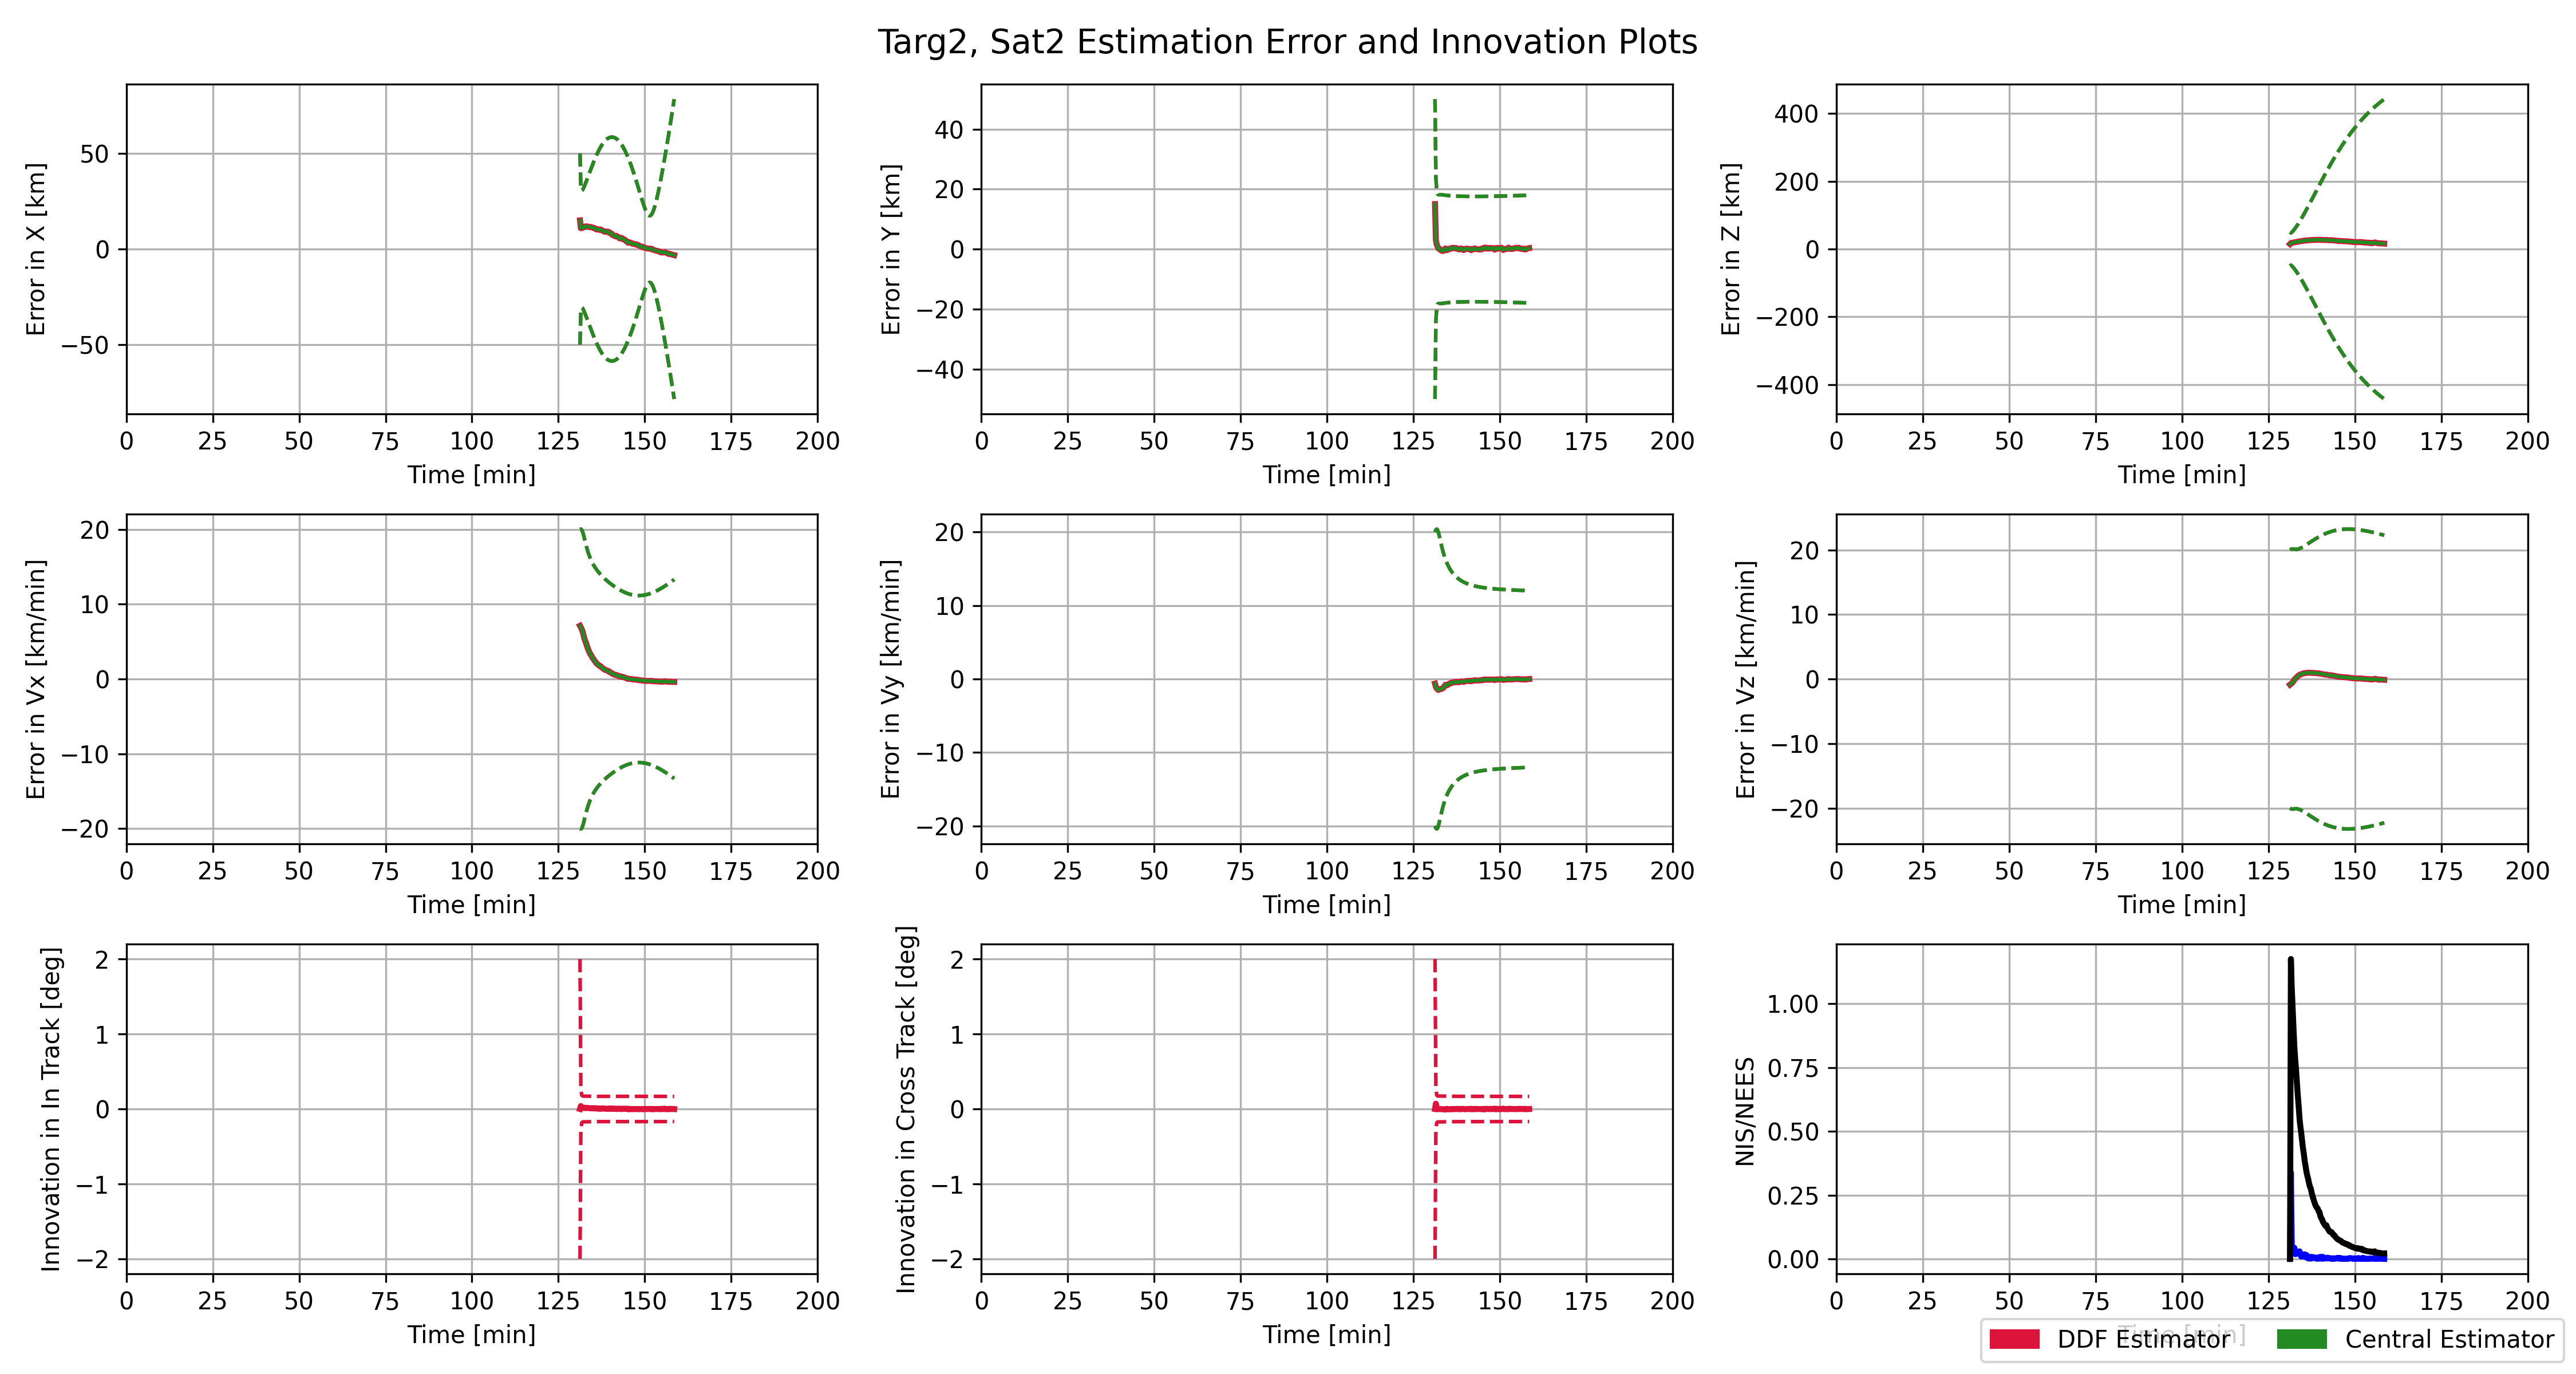 Targ2, Sat2 Estimation Error and Innovation Plots
Error in X [km]
50
0
−50
0 25 50 75 100 125 150 175 200
Time [min]
Error in Y [km]
40
20
0
−20
−40
0 25 50 75 100 125 150 175 200
Time [min]
Error in Z [km]
400
200
0
−200
−400
0 25 50 75 100 125 150 175 200
Time [min]
Error in Vx [km/min]
20
10
0
−10
−20
0 25 50 75 100 125 150 175 200
Time [min]
Error in Vy [km/min]
20
10
0
−10
−20
0 25 50 75 100 125 150 175 200
Time [min]
Error in Vz [km/min]
20
10
0
−10
−20
0 25 50 75 100 125 150 175 200
Time [min]
Innovation in In Track [deg]
2
1
0
−1
−2
0 25 50 75 100 125 150 175 200
Time [min]
Innovation in Cross Track [deg]
2
1
0
−1
−2
0 25 50 75 100 125 150 175 200
Time [min]
NIS/NEES
1.00
0.75
0.50
0.25
0.00
0 25 50 75 100 125 150 175 200
Time [min]
DDF Estimator Central Estimator